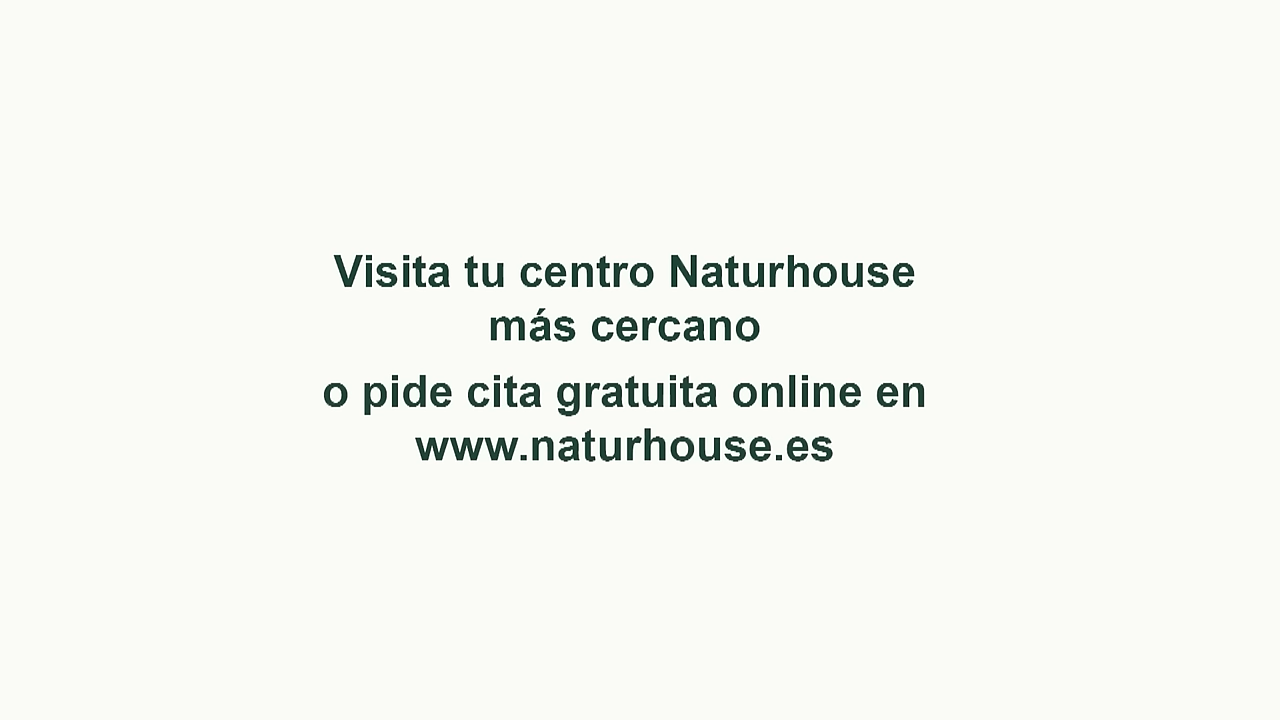 Visita tu centro Naturhouse
más cercano
o pide cita gratuita online en
www.naturhouse.es